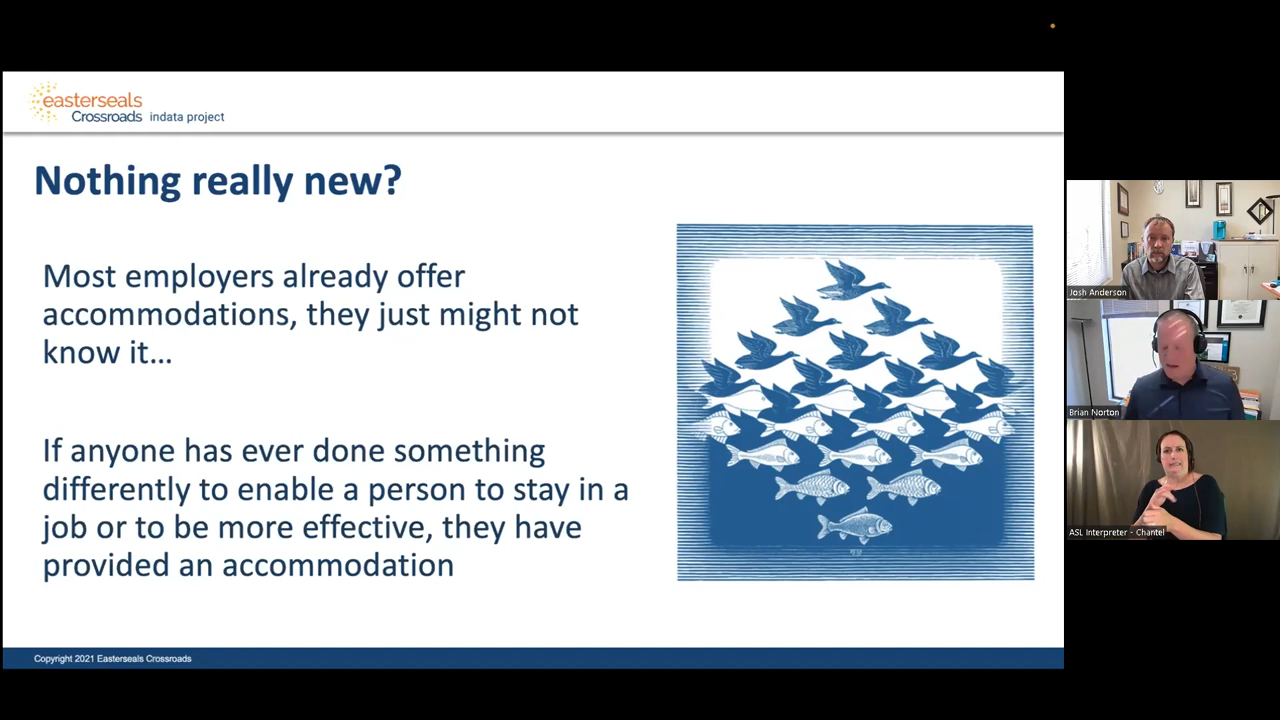 easterseals
Crossroads indata project
Nothing really new?
Most employers already offer
accommodations, they just might not
know it...
If anyone has ever done something
differently to enable a person to stay in a
job or to be more effective, they have
provided an accommodation
Copyright 2021 Easterseals Crossroads
Josh Anderson
Brian Norton
ASL Interpreter - Chantel